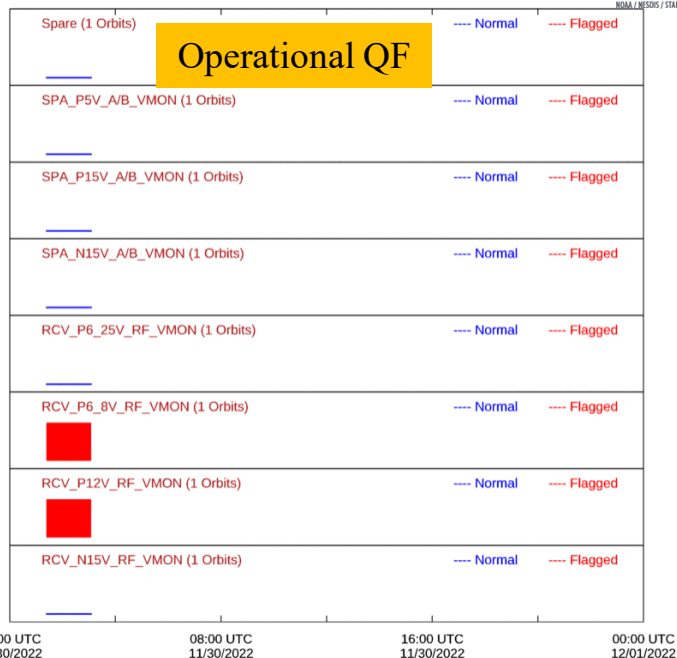 NOAA / NESDIS / STAR
Spare (1 Orbits) ---- Normal ---- Flagged
Operational QF
SPA_P5V_A/B_VMON (1 Orbits) ---- Normal ---- Flagged
SPA_P15V_A/B_VMON (1 Orbits) ---- Normal ---- Flagged
SPA_N15V_A/B_VMON (1 Orbits) ---- Normal ---- Flagged
RCV_P6_25V_RF_VMON (1 Orbits) ---- Normal ---- Flagged
RCV_P6_8V_RF_VMON (1 Orbits) ---- Normal ---- Flagged
RCV_P12V_RF_VMON (1 Orbits) ---- Normal ---- Flagged
RCV_N15V_RF_VMON (1 Orbits) ---- Normal ---- Flagged
00 UTC 08:00 UTC 16:00 UTC 00:00 UTC
30/2022 11/30/2022 11/30/2022 12/01/2022